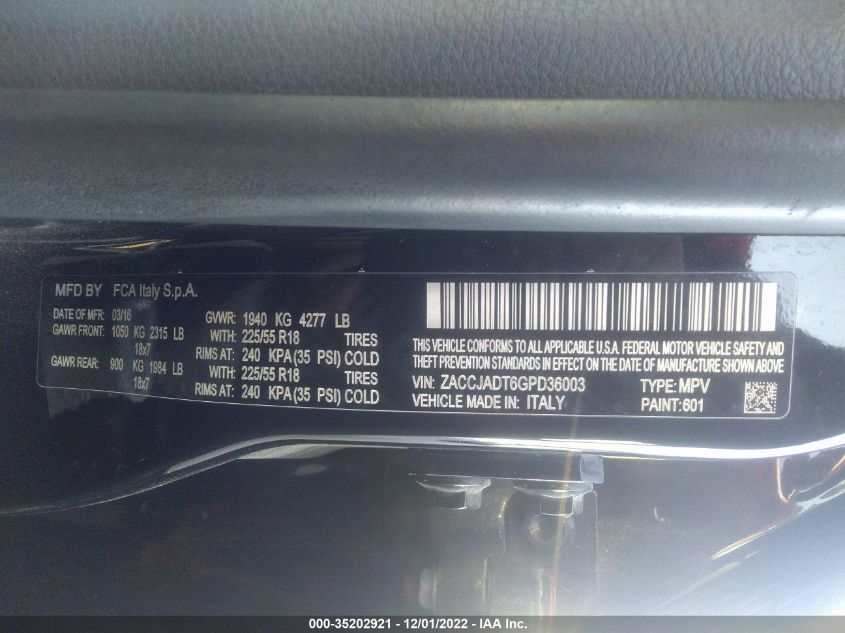 MFD BY FCA Italy S.p.A.
DATE OF MFR: 03/16 GVWR: 1940 KG 4277 LB
GAWR FRONT: 1050 KG 2315 LB WITH: 225/55 R18 TIRES
18x7 RIMS AT: 240 KPA (35 PSI) COLD
GAWR REAR: 900 KG 1984 LB WITH: 225/55 R18 TIRES
18x7 RIMS AT: 240 KPA (35 PSI) COLD
THIS VEHICLE CONFORMS TO ALL APPLICABLE U.S.A. FEDERAL MOTOR VEHICLE SAFETY AND
THEFT PREVENTION STANDARDS IN EFFECT ON THE DATE OF MANUFACTURE SHOWN ABOVE
VIN: ZACCJADT6GPD36003 TYPE: MPV
VEHICLE MADE IN: ITALY PAINT:601
000-35202921 - 12/01/2022 - IAA Inc.